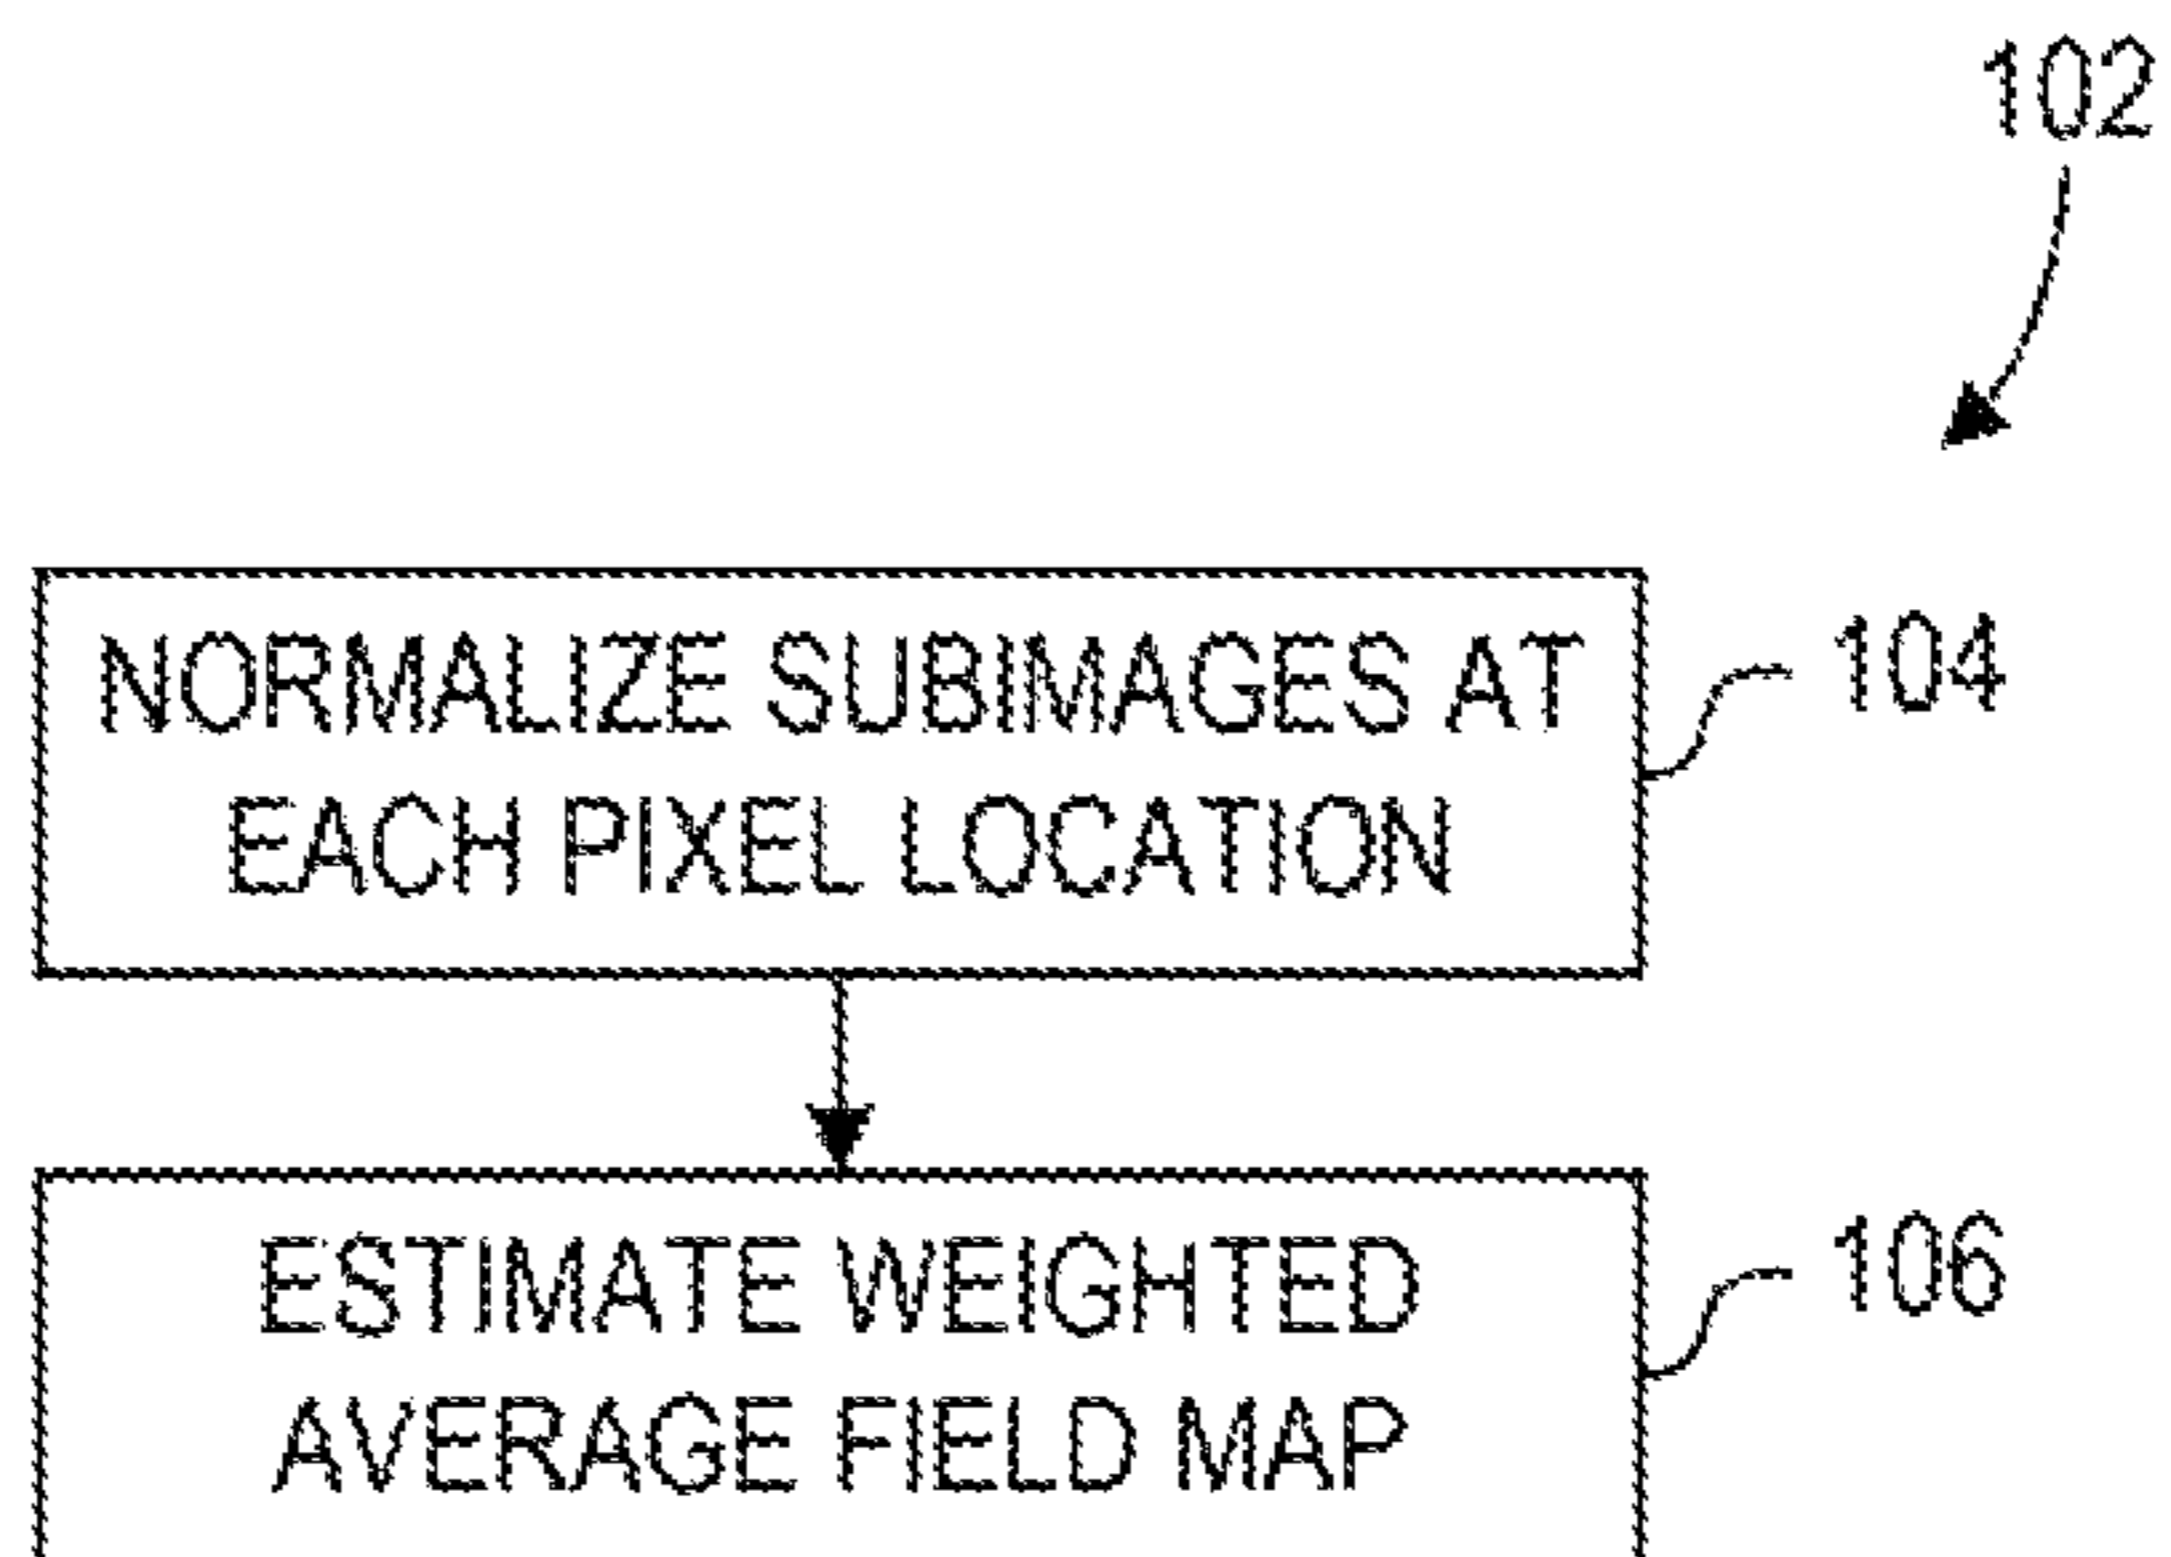 102
NORMALIZE SUBIMAGES AT
EACH PIXEL LOCATION
104
ESTIMATE WEIGHTED
AVERAGE FIELD MAP
106